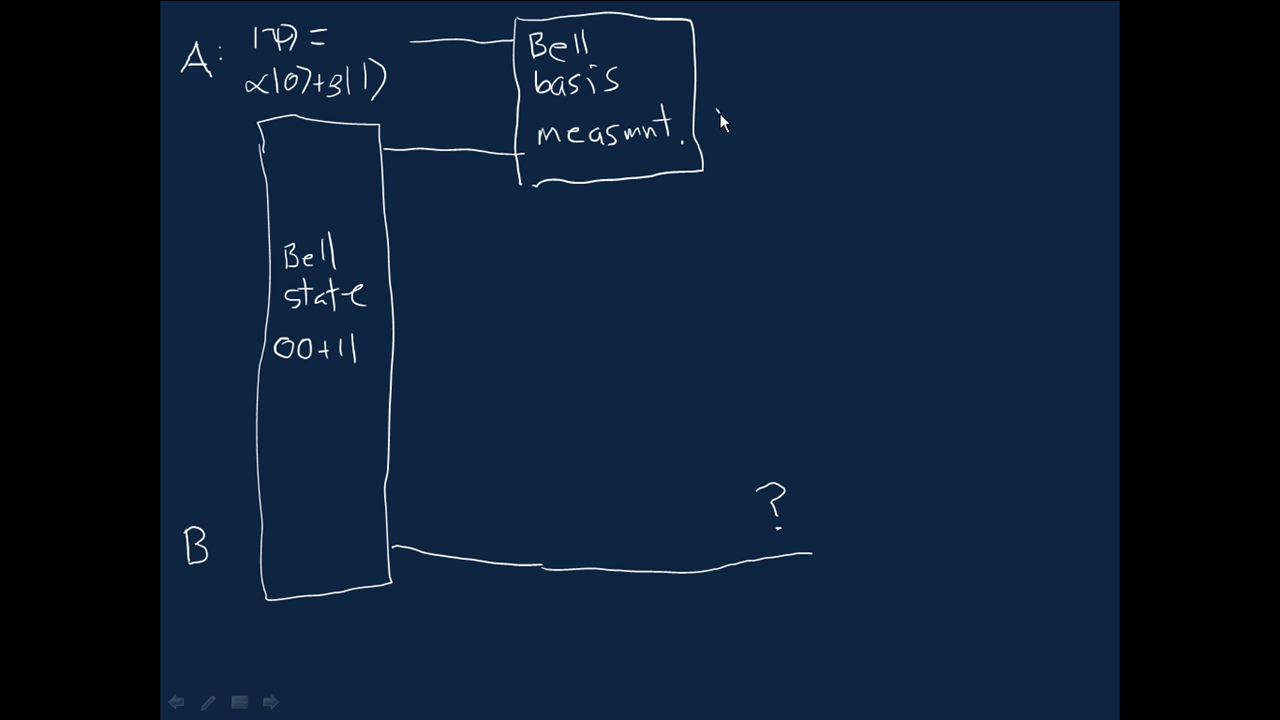 A: |ψ⟩ =
α|0⟩+β|1⟩
Bell
basis
measmnt.
Bell
state
00+11
?
B